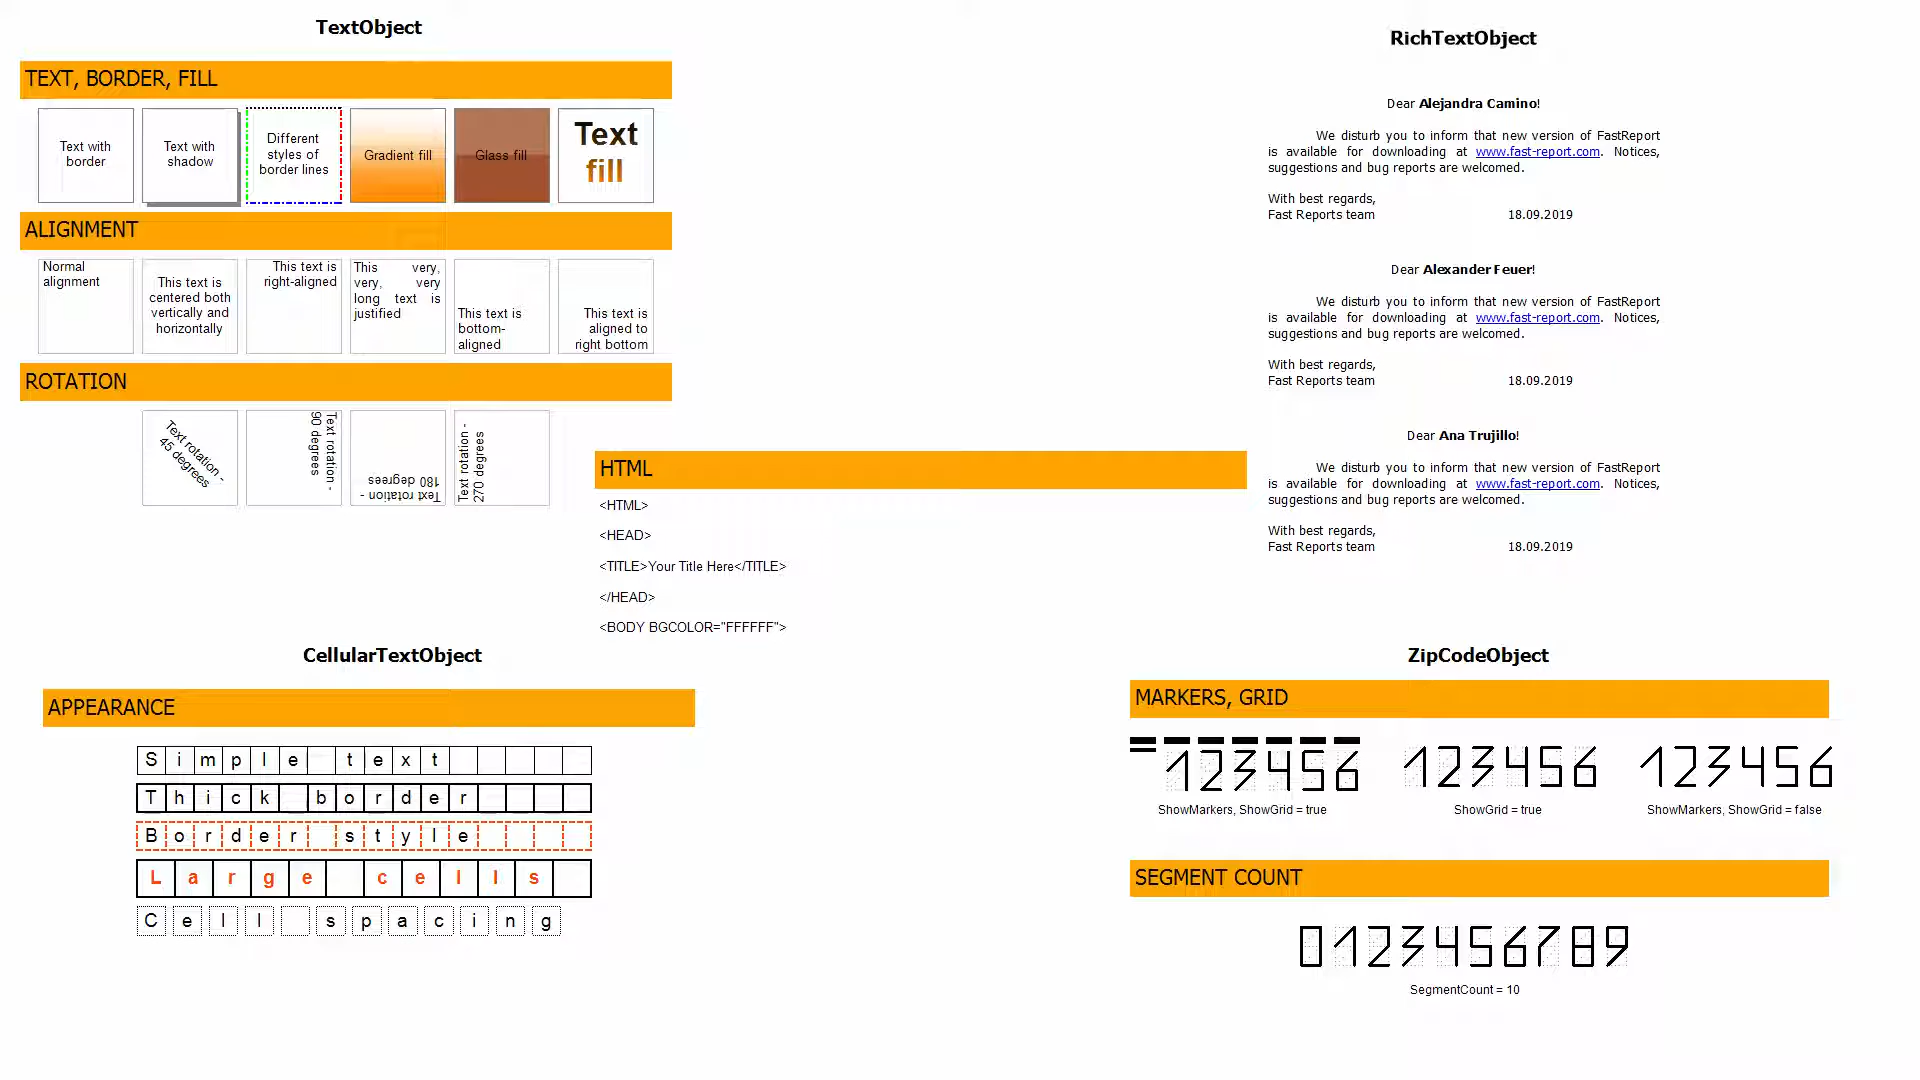 TextObject
TEXT, BORDER, FILL
Text with
border
Text with
shadow
Different
styles of
border lines
Gradient fill
Glass fill
Text
fill
ALIGNMENT
Normal
alignment
This text is
centered both
vertically and
horizontally
This text is
right-aligned
This very,
very, very
long text is
justified
This text is
bottom-
aligned
This text is
aligned to
right bottom
ROTATION
Text rotation -
45 degrees
Text rotation -
90 degrees
Text rotation -
180 degrees
Text rotation -
270 degrees
HTML
<HTML>
<HEAD>
<TITLE>Your Title Here</TITLE>
</HEAD>
<BODY BGCOLOR="FFFFFF">
RichTextObject
Dear Alejandra Camino!
We disturb you to inform that new version of FastReport
is available for downloading at www.fast-report.com. Notices,
suggestions and bug reports are welcomed.
With best regards,
Fast Reports team 18.09.2019
Dear Alexander Feuer!
We disturb you to inform that new version of FastReport
is available for downloading at www.fast-report.com. Notices,
suggestions and bug reports are welcomed.
With best regards,
Fast Reports team 18.09.2019
Dear Ana Trujillo!
We disturb you to inform that new version of FastReport
is available for downloading at www.fast-report.com. Notices,
suggestions and bug reports are welcomed.
With best regards,
Fast Reports team 18.09.2019
CellularTextObject
APPEARANCE
Simple text
Thick border
Border style
Large cells
Cell spacing
ZipCodeObject
MARKERS, GRID
123456
ShowMarkers, ShowGrid = true
123456
ShowGrid = true
123456
ShowMarkers, ShowGrid = false
SEGMENT COUNT
0123456789
SegmentCount = 10